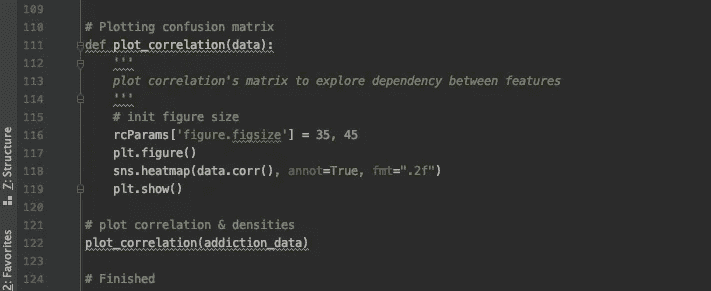 109
110 # Plotting confusion matrix
111 def plot_correlation(data):
112 '''
113 plot correlation's matrix to explore dependency between features
114 '''
115 # init figure size
116 rcParams['figure.figsize'] = 35, 45
117 plt.figure()
118 sns.heatmap(data.corr(), annot=True, fmt=".2f")
119 plt.show()
120
121 # plot correlation & densities
122 plot_correlation(addiction_data)
123
124 # Finished
Z: Structure
2: Favorites